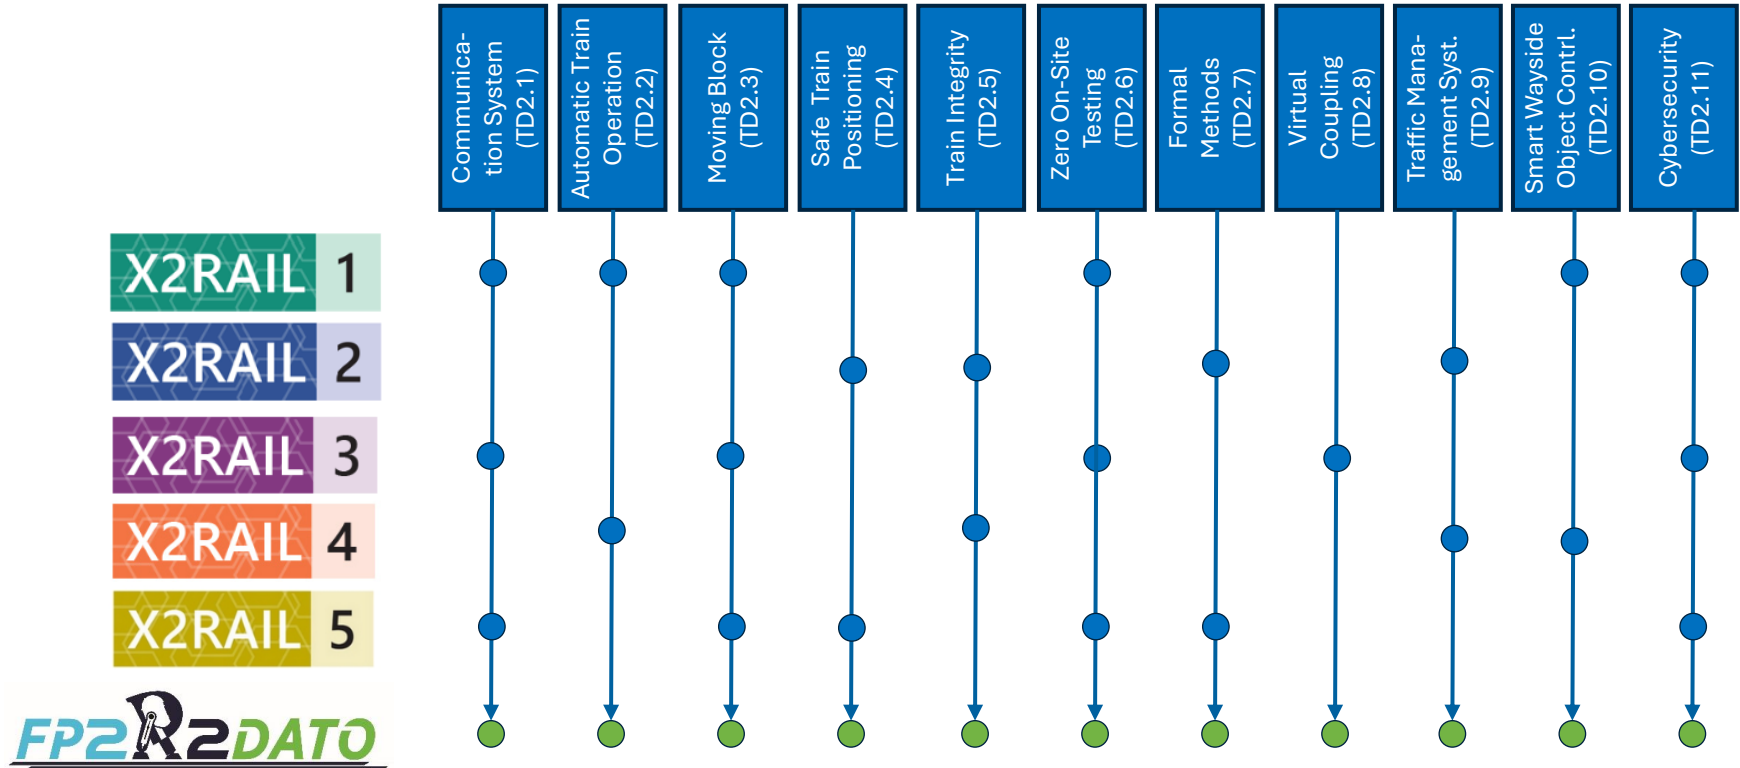 Communica-
tion System
(TD2.1)
Automatic Train
Operation
(TD2.2)
Moving Block
(TD2.3)
Safe Train
Positioning
(TD2.4)
Train Integrity
(TD2.5)
Zero On-Site
Testing
(TD2.6)
Formal
Methods
(TD2.7)
Virtual
Coupling
(TD2.8)
Traffic Mana-
gement Syst.
(TD2.9)
Smart Wayside
Object Contrl.
(TD2.10)
Cybersecurity
(TD2.11)
X2RAIL 1
X2RAIL 2
X2RAIL 3
X2RAIL 4
X2RAIL 5
FP2R2DATO